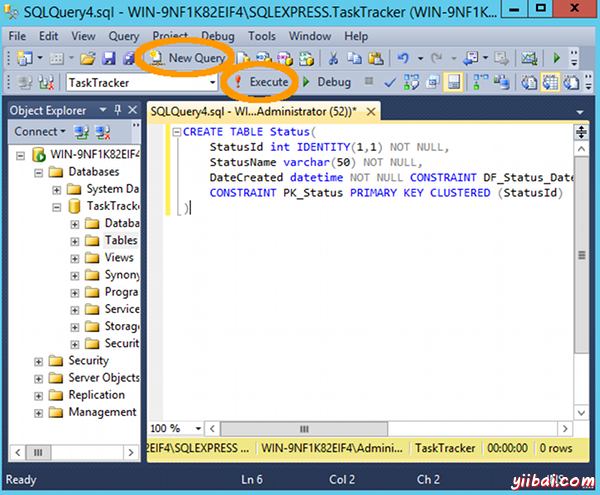 SQLQuery4.sql - WIN-9NF1K82EIF4\SQLEXPRESS.TaskTracker (WIN-9NF1K...
File Edit View Query Project Debug Tools Window Help
New Query
TaskTracker Execute Debug
Object Explorer
SQLQuery4.sql - WI...Administrator (52))*
Connect
WIN-9NF1K82EIF4
Databases
System Da
TaskTracke
Databa
Tables
Views
Synony
Progra
Service
Storag
Securit
Security
Server Objects
Replication
Management
CREATE TABLE Status(
StatusId int IDENTITY(1,1) NOT NULL,
StatusName varchar(50) NOT NULL,
DateCreated datetime NOT NULL CONSTRAINT DF_Status_Date
CONSTRAINT PK_Status PRIMARY KEY CLUSTERED (StatusId)
)
100 %
EIF4\SQLEXPRESS ... WIN-9NF1K82EIF4\Admini... TaskTracker 00:00:00 0 rows
Ready Ln 6 Col 2 Ch 2
yiibai.com